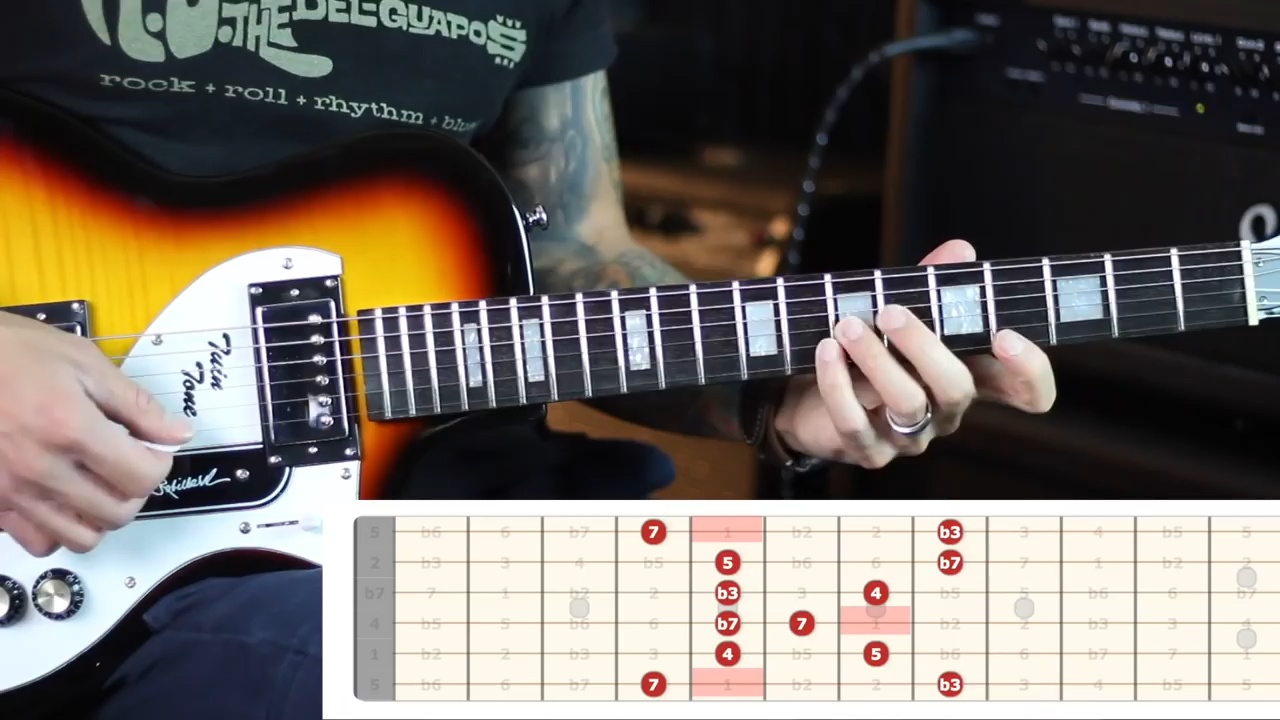 THE DEL-GUAPO$
rock + roll + rhythm + blu
Twin
Tone
5 b6 6 b7 7 1 b2 2 b3 3 4 b5 5
2 b3 3 4 b5 5 b6 6 b7 7 1 b2 2
b7 7 1 b2 2 b3 3 4 b5 5 b6 6 b7
4 b5 5 b6 6 b7 7 1 b2 2 b3 3 4
1 b2 2 b3 3 4 b5 5 b6 6 b7 7 1
5 b6 6 b7 7 1 b2 2 b3 3 4 b5 5